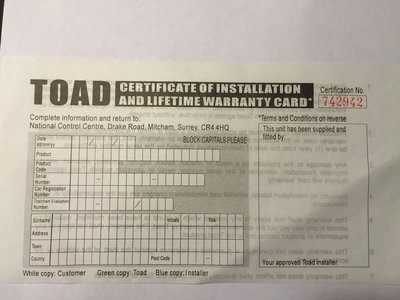 TOAD CERTIFICATE OF INSTALLATION
AND LIFETIME WARRANTY CARD*
Certification No.
742942
Complete information and return to:
National Control Centre, Drake Road, Mitcham, Surrey, CR4 4HQ
*Terms and Conditions on reverse
Date
dd/mm/yy / / BLOCK CAPITALS PLEASE
Product
Product
Code
Serial
Number
Car Registration
Number
Thatcham Evaluation
Number /
Surname Initials Title
Address
Town
County Post Code
This unit has been supplied and
fitted by:
Your approved Toad installer.
White copy: Customer Green copy: Toad Blue copy: Installer